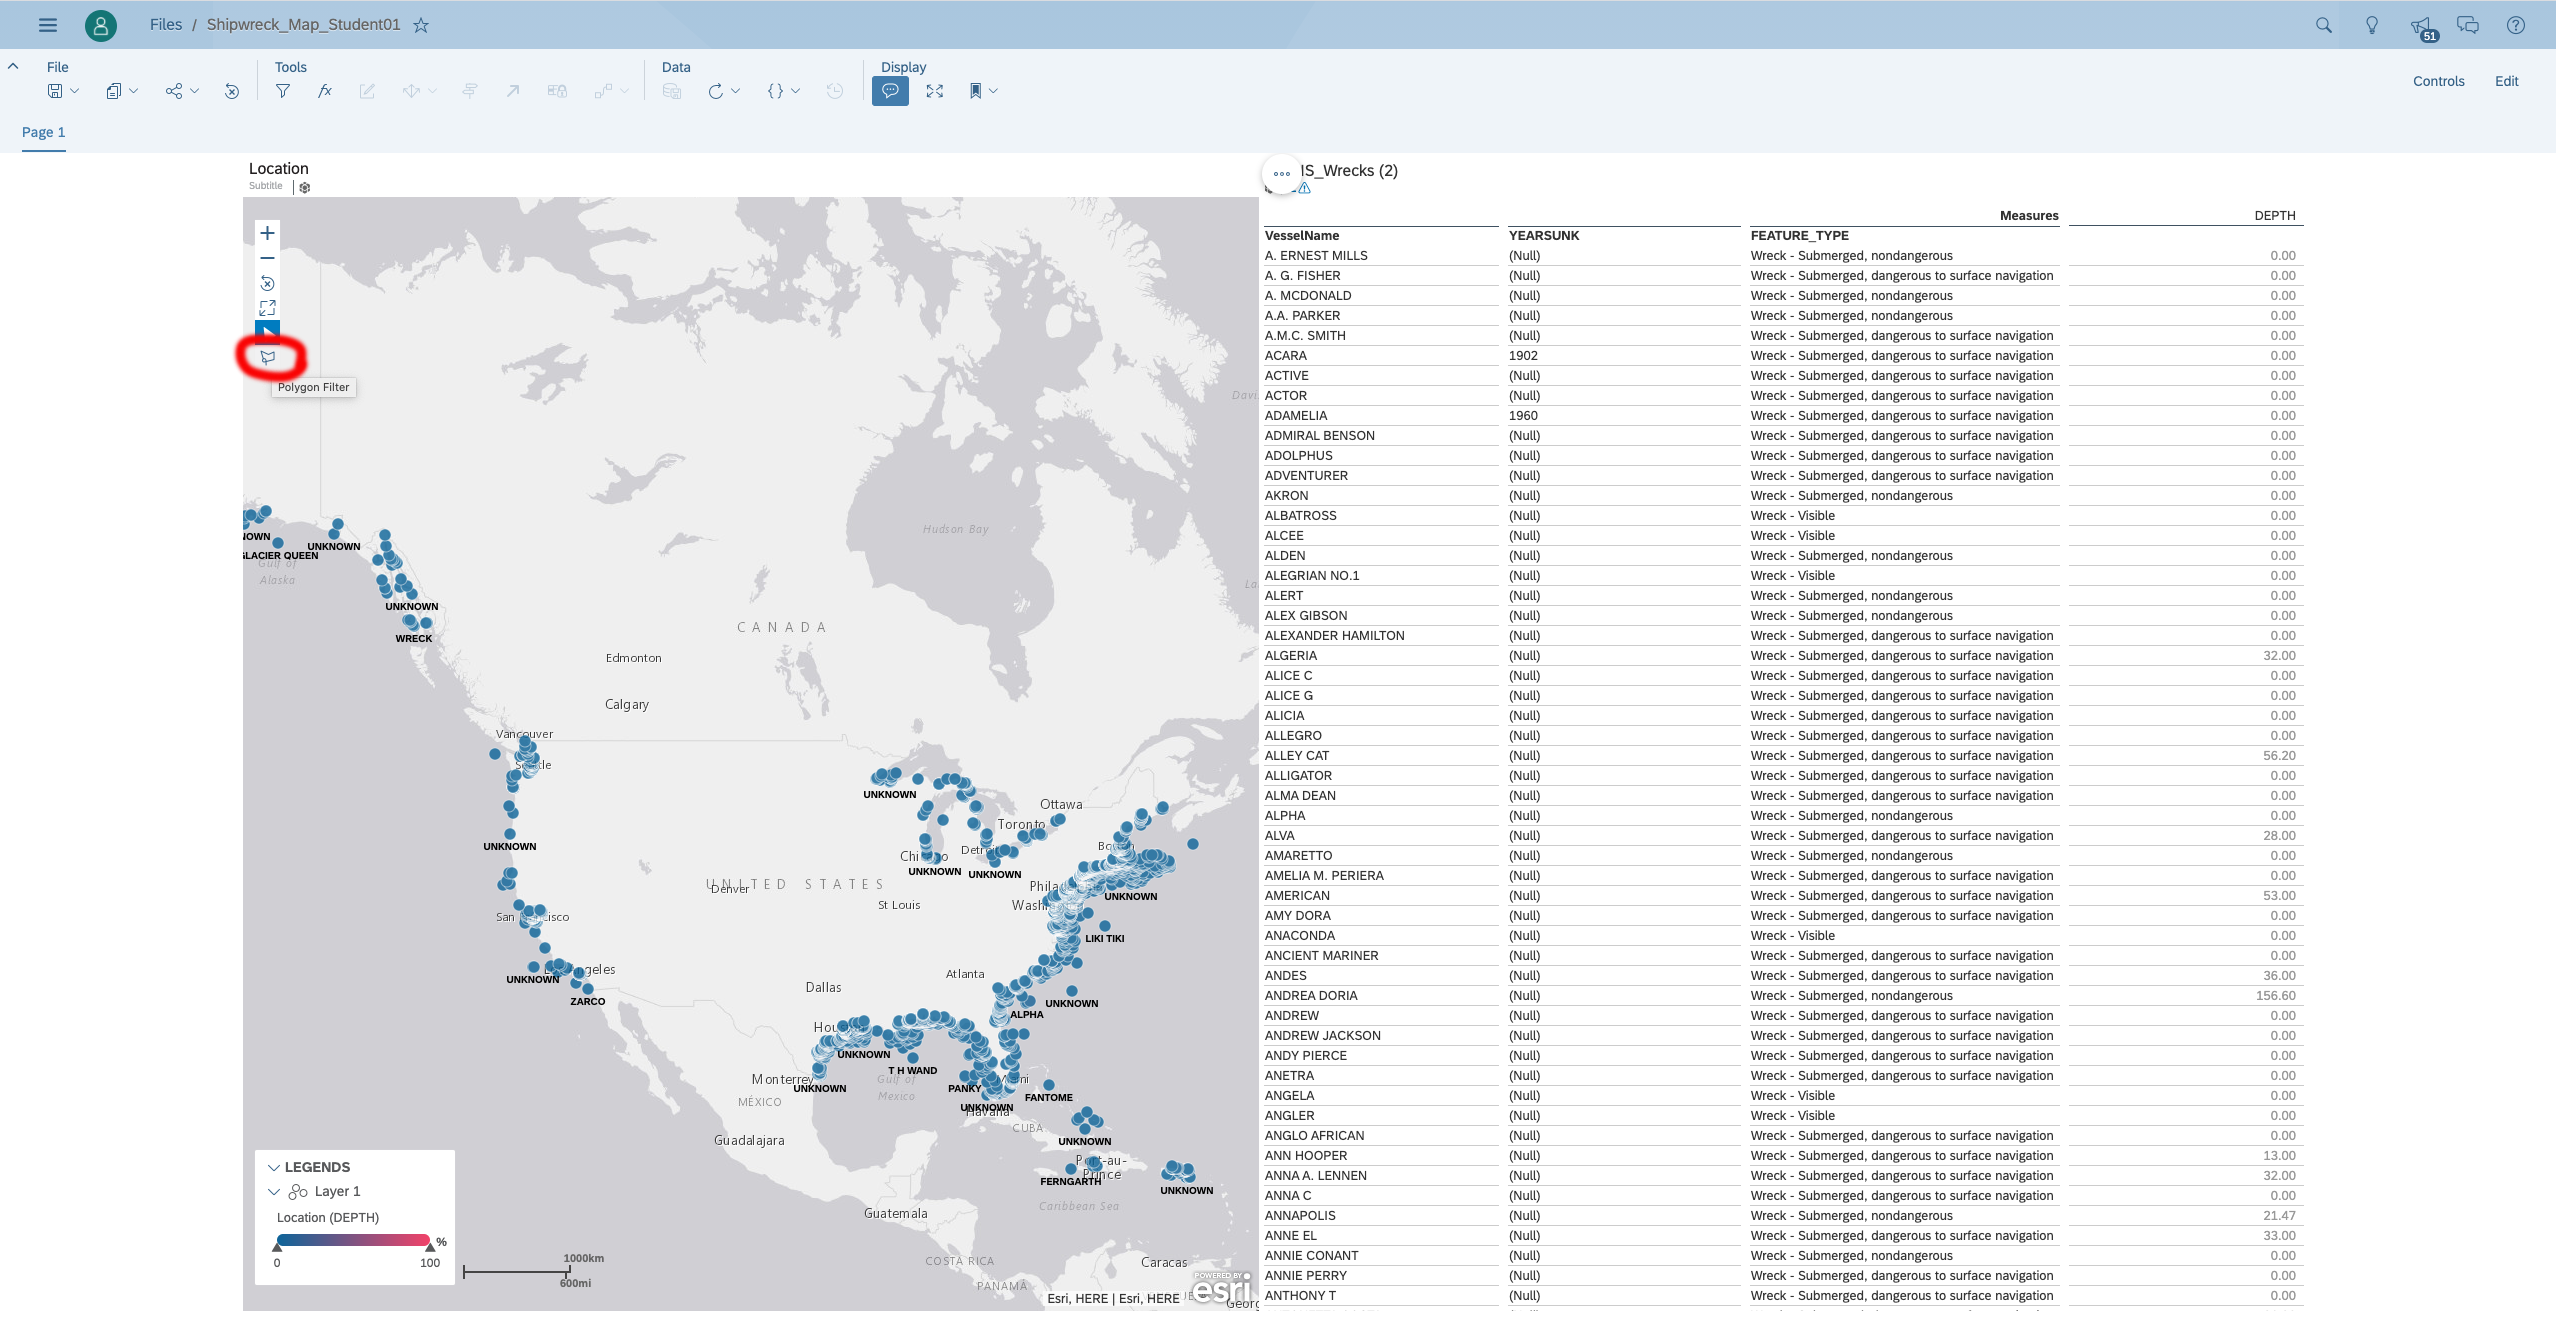 Files / Shipwreck_Map_Student01
51
File
Tools
Data
Display
Controls
Edit
Page 1
Location
Subtitle
Polygon Filter
GLACIER QUEEN
UNKNOWN
Gulf of
Alaska
UNKNOWN
WRECK
Hudson Bay
CANADA
Edmonton
Calgary
Vancouver
UNKNOWN
Ottawa
Toronto
UNKNOWN
UNKNOWN
UNKNOWN
UNITED STATES
Denver
St Louis
UNKNOWN
LIKI TIKI
Atlanta
UNKNOWN
ZARCO
Dallas
UNKNOWN
ALPHA
UNKNOWN
T H WAND
Monterrey
UNKNOWN
Gulf of
Mexico
PANKY
FANTOME
MÉXICO
UNKNOWN
Havana
CUBA
Guadalajara
UNKNOWN
Port-au-
Prince
FERNGARTH
UNKNOWN
Caribbean Sea
Guatemala
COSTA RICA
PANAMÁ
Caracas
LEGENDS
Layer 1
Location (DEPTH)
%
0 100
1000km
600mi
POWERED BY
esri
Esri, HERE | Esri, HERE
IS_Wrecks (2)
Measures DEPTH
VesselName YEARSUNK FEATURE_TYPE
A. ERNEST MILLS (Null) Wreck - Submerged, nondangerous 0.00
A. G. FISHER (Null) Wreck - Submerged, dangerous to surface navigation 0.00
A. MCDONALD (Null) Wreck - Submerged, nondangerous 0.00
A.A. PARKER (Null) Wreck - Submerged, nondangerous 0.00
A.M.C. SMITH (Null) Wreck - Submerged, dangerous to surface navigation 0.00
ACARA 1902 Wreck - Submerged, dangerous to surface navigation 0.00
ACTIVE (Null) Wreck - Submerged, dangerous to surface navigation 0.00
ACTOR (Null) Wreck - Submerged, dangerous to surface navigation 0.00
ADAMELIA 1960 Wreck - Submerged, dangerous to surface navigation 0.00
ADMIRAL BENSON (Null) Wreck - Submerged, dangerous to surface navigation 0.00
ADOLPHUS (Null) Wreck - Submerged, dangerous to surface navigation 0.00
ADVENTURER (Null) Wreck - Submerged, dangerous to surface navigation 0.00
AKRON (Null) Wreck - Submerged, nondangerous 0.00
ALBATROSS (Null) Wreck - Visible 0.00
ALCEE (Null) Wreck - Visible 0.00
ALDEN (Null) Wreck - Submerged, nondangerous 0.00
ALEGRIAN NO.1 (Null) Wreck - Visible 0.00
ALERT (Null) Wreck - Submerged, nondangerous 0.00
ALEX GIBSON (Null) Wreck - Submerged, nondangerous 0.00
ALEXANDER HAMILTON (Null) Wreck - Submerged, dangerous to surface navigation 0.00
ALGERIA (Null) Wreck - Submerged, dangerous to surface navigation 32.00
ALICE C (Null) Wreck - Submerged, dangerous to surface navigation 0.00
ALICE G (Null) Wreck - Submerged, dangerous to surface navigation 0.00
ALICIA (Null) Wreck - Submerged, dangerous to surface navigation 0.00
ALLEGRO (Null) Wreck - Submerged, dangerous to surface navigation 0.00
ALLEY CAT (Null) Wreck - Submerged, dangerous to surface navigation 56.20
ALLIGATOR (Null) Wreck - Submerged, dangerous to surface navigation 0.00
ALMA DEAN (Null) Wreck - Submerged, dangerous to surface navigation 0.00
ALPHA (Null) Wreck - Submerged, nondangerous 0.00
ALVA (Null) Wreck - Submerged, dangerous to surface navigation 28.00
AMARETTO (Null) Wreck - Submerged, nondangerous 0.00
AMELIA M. PERIERA (Null) Wreck - Submerged, dangerous to surface navigation 0.00
AMERICAN (Null) Wreck - Submerged, dangerous to surface navigation 53.00
AMY DORA (Null) Wreck - Submerged, dangerous to surface navigation 0.00
ANACONDA (Null) Wreck - Visible 0.00
ANCIENT MARINER (Null) Wreck - Submerged, dangerous to surface navigation 0.00
ANDES (Null) Wreck - Submerged, dangerous to surface navigation 36.00
ANDREA DORIA (Null) Wreck - Submerged, nondangerous 156.60
ANDREW (Null) Wreck - Submerged, dangerous to surface navigation 0.00
ANDREW JACKSON (Null) Wreck - Submerged, dangerous to surface navigation 0.00
ANDY PIERCE (Null) Wreck - Submerged, dangerous to surface navigation 0.00
ANETRA (Null) Wreck - Submerged, dangerous to surface navigation 0.00
ANGELA (Null) Wreck - Visible 0.00
ANGLER (Null) Wreck - Visible 0.00
ANGLO AFRICAN (Null) Wreck - Submerged, dangerous to surface navigation 0.00
ANN HOOPER (Null) Wreck - Submerged, dangerous to surface navigation 13.00
ANNA A. LENNEN (Null) Wreck - Submerged, dangerous to surface navigation 32.00
ANNA C (Null) Wreck - Submerged, dangerous to surface navigation 0.00
ANNAPOLIS (Null) Wreck - Submerged, nondangerous 21.47
ANNE EL (Null) Wreck - Submerged, dangerous to surface navigation 33.00
ANNIE CONANT (Null) Wreck - Submerged, nondangerous 0.00
ANNIE PERRY (Null) Wreck - Submerged, dangerous to surface navigation 0.00
ANTHONY T (Null) Wreck - Submerged, dangerous to surface navigation 0.00